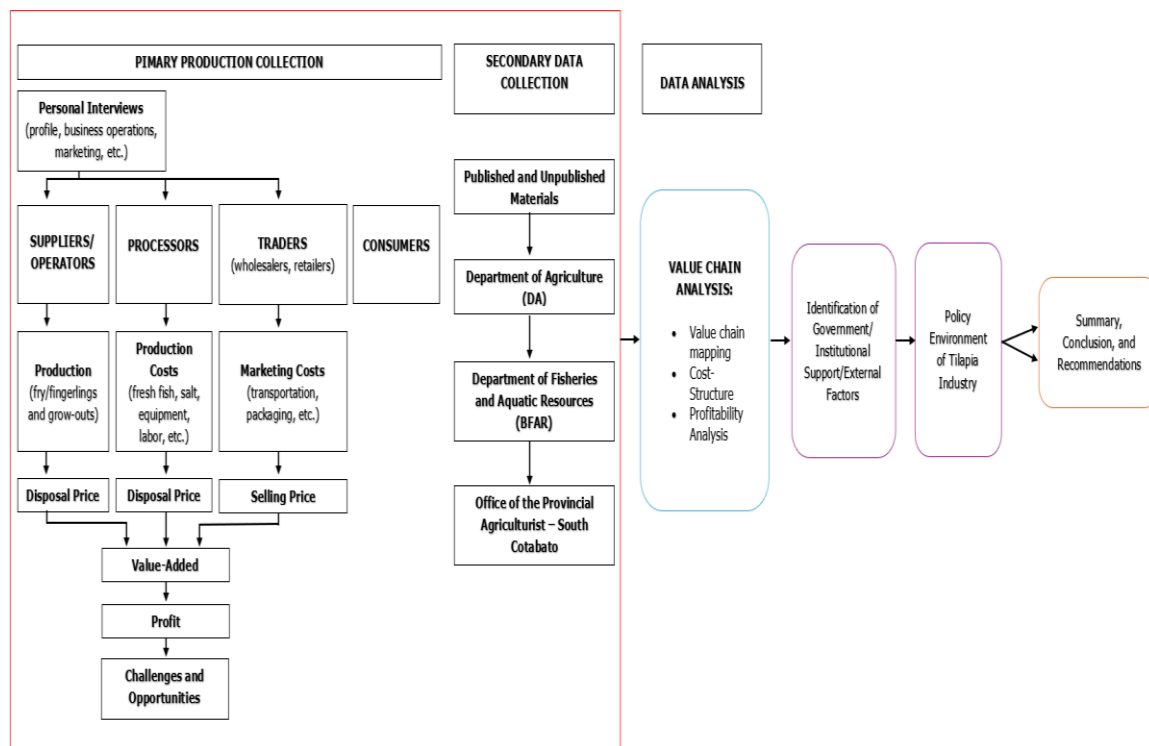 PIMARY PRODUCTION COLLECTION
SECONDARY DATA
COLLECTION
DATA ANALYSIS
Personal Interviews
(profile, business operations,
marketing, etc.)
SUPPLIERS/
OPERATORS
PROCESSORS
TRADERS
(wholesalers, retailers)
CONSUMERS
Production
(fry/fingerlings
and grow-outs)
Production
Costs
(fresh fish, salt,
equipment,
labor, etc.)
Marketing Costs
(transportation,
packaging, etc.)
Disposal Price
Disposal Price
Selling Price
Value-Added
Profit
Challenges and
Opportunities
Published and Unpublished
Materials
Department of Agriculture
(DA)
Department of Fisheries
and Aquatic Resources
(BFAR)
Office of the Provincial
Agriculturist – South
Cotabato
VALUE CHAIN
ANALYSIS:
• Value chain
mapping
• Cost-
Structure
• Profitability
Analysis
Identification of
Government/
Institutional
Support/External
Factors
Policy
Environment
of Tilapia
Industry
Summary,
Conclusion, and
Recommendations